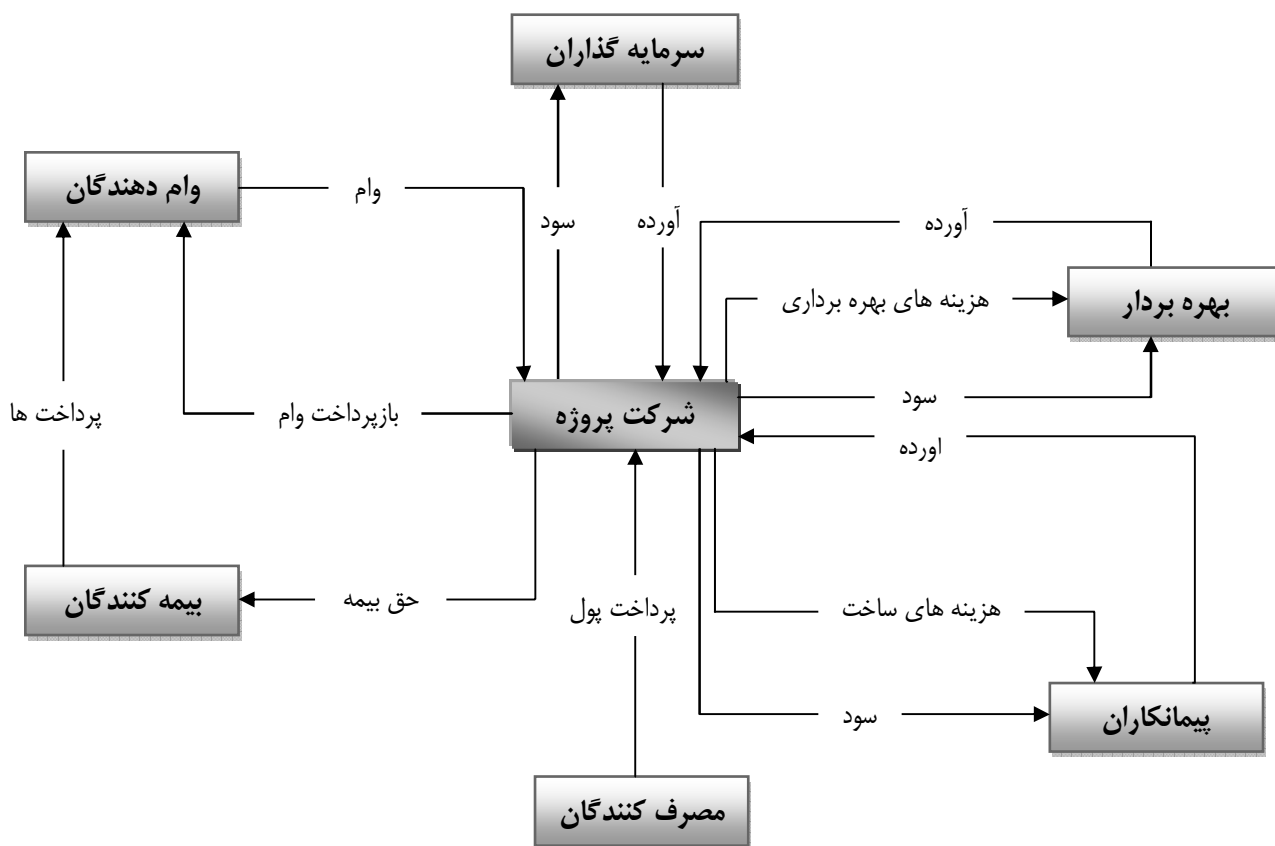 سرمایه گذاران
وام دهندگان
وام
سود
آورده
آورده
بهره بردار
هزینه های بهره برداری
سود
شرکت پروژه
اورده
بازپرداخت وام
پرداخت ها
بیمه کنندگان
حق بیمه
پرداخت پول
هزینه های ساخت
سود
پیمانکاران
مصرف کنندگان